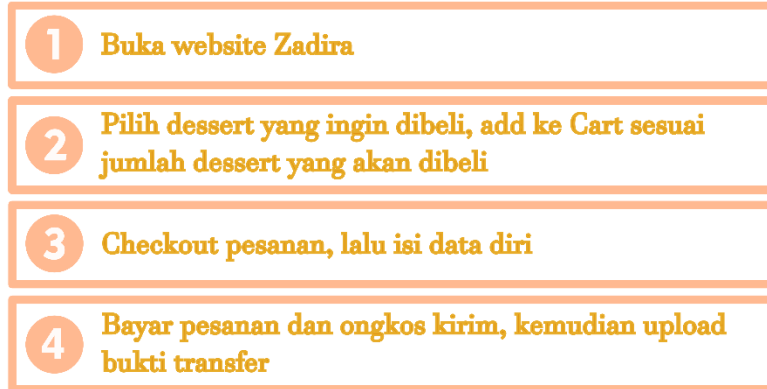 1 Buka website Zadira
2 Pilih dessert yang ingin dibeli, add ke Cart sesuai
jumlah dessert yang akan dibeli
3 Checkout pesanan, lalu isi data diri
4 Bayar pesanan dan ongkos kirim, kemudian upload
bukti transfer